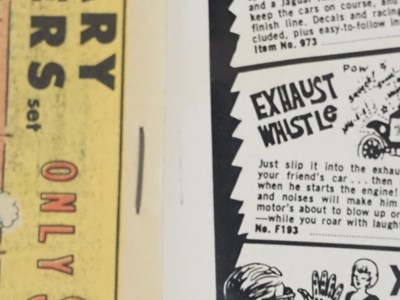 ARY
ERS set
ONLY
and a Jaguar
keep the cars on course, and
finish line. Decals and racing
cluded, plus easy-to-follow in
Item No. 973
EXHAUST
WHISTLE
POW
Just slip it into the exhau
your friend's car . . . then
when he starts the engine!
and noises will make him
motor's about to blow up or
—while you roar with laugh
No. F193